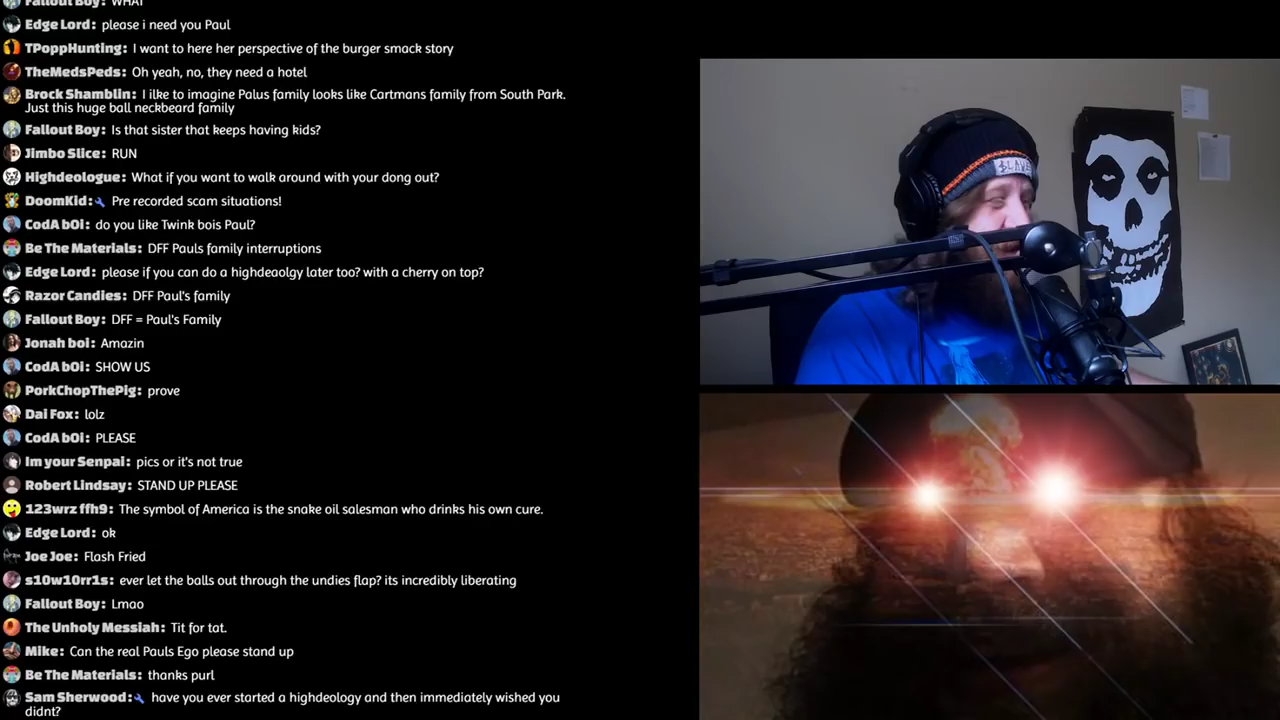 Fallout Boy: WHAT
Edge Lord: please i need you Paul
TPoppHunting: I want to here her perspective of the burger smack story
TheMedsPeds: Oh yeah, no, they need a hotel
Brock Shamblin: I ilke to imagine Palus family looks like Cartmans family from South Park.
Just this huge ball neckbeard family
Fallout Boy: Is that sister that keeps having kids?
Jimbo Slice: RUN
Highdeologue: What if you want to walk around with your dong out?
DoomKid: Pre recorded scam situations!
CodA bOi: do you like Twink bois Paul?
Be The Materials: DFF Pauls family interruptions
Edge Lord: please if you can do a highdeaolgy later too? with a cherry on top?
Razor Candies: DFF Paul's family
Fallout Boy: DFF = Paul's Family
Jonah boi: Amazin
CodA bOi: SHOW US
PorkChopThePig: prove
Dai Fox: lolz
CodA bOi: PLEASE
Im your Senpai: pics or it's not true
Robert Lindsay: STAND UP PLEASE
123wrz ffh9: The symbol of America is the snake oil salesman who drinks his own cure.
Edge Lord: ok
Joe Joe: Flash Fried
s10w10rr1s: ever let the balls out through the undies flap? its incredibly liberating
Fallout Boy: Lmao
The Unholy Messiah: Tit for tat.
Mike: Can the real Pauls Ego please stand up
Be The Materials: thanks purl
Sam Sherwood: have you ever started a highdeology and then immediately wished you
didnt?